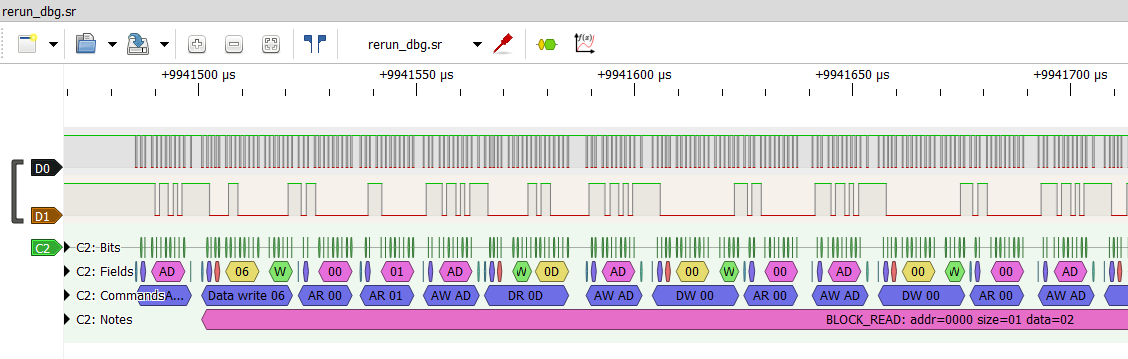 rerun_dbg.sr
rerun_dbg.sr
+9941500 µs +9941550 µs +9941600 µs +9941650 µs +9941700 µs
D0
D1
C2 C2: Bits
C2: Fields AD 06 W 00 01 AD W 0D AD 00 W 00 AD 00 W 00 AD
C2: Commands A... Data write 06 AR 00 AR 01 AW AD DR 0D AW AD DW 00 AR 00 AW AD DW 00 AR 00 AW AD
C2: Notes BLOCK_READ: addr=0000 size=01 data=02